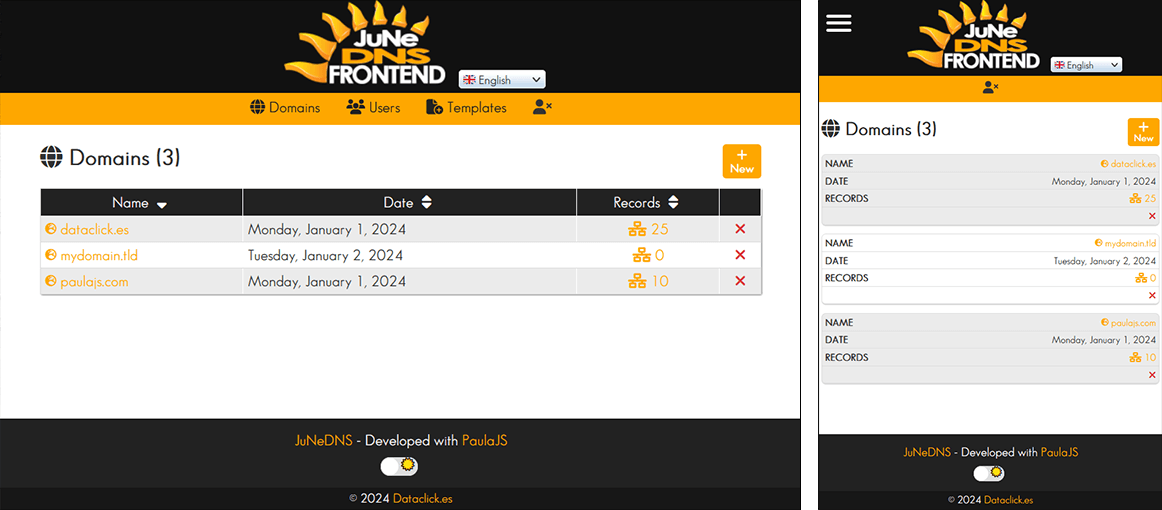 JuNe
DNS
FRONTEND
English
Domains Users Templates
Domains (3)
New
Name Date Records
dataclick.es Monday, January 1, 2024 25
mydomain.tld Tuesday, January 2, 2024 0
paulajs.com Monday, January 1, 2024 10
JuNeDNS - Developed with PaulaJS
© 2024 Dataclick.es
JuNe
DNS
FRONTEND
English
Domains (3)
New
NAME dataclick.es
DATE Monday, January 1, 2024
RECORDS 25
NAME mydomain.tld
DATE Tuesday, January 2, 2024
RECORDS 0
NAME paulajs.com
DATE Monday, January 1, 2024
RECORDS 10
JuNeDNS - Developed with PaulaJS
© 2024 Dataclick.es